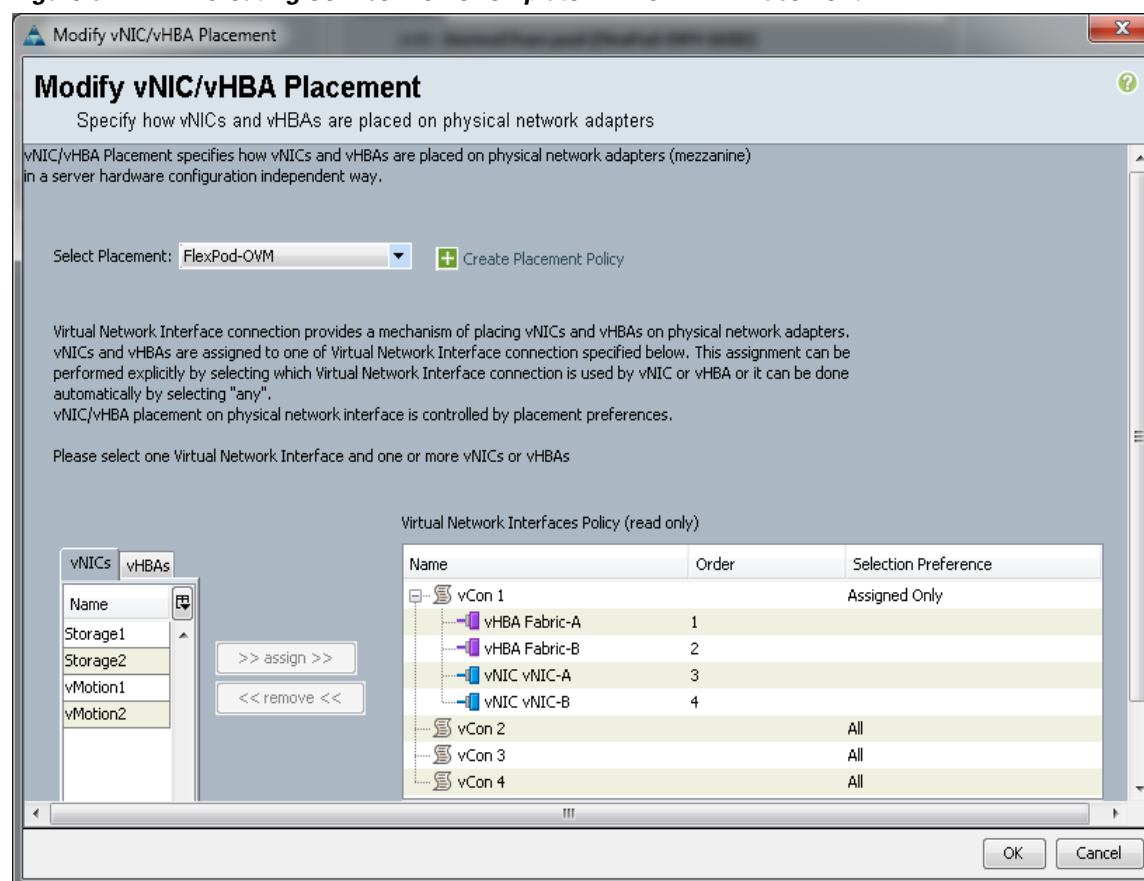 Modify vNIC/vHBA Placement
Modify vNIC/vHBA Placement
Specify how vNICs and vHBAs are placed on physical network adapters
vNIC/vHBA Placement specifies how vNICs and vHBAs are placed on physical network adapters (mezzanine)
in a server hardware configuration independent way.
Select Placement: FlexPod-OVM Create Placement Policy
Virtual Network Interface connection provides a mechanism of placing vNICs and vHBAs on physical network adapters.
vNICs and vHBAs are assigned to one of Virtual Network Interface connection specified below. This assignment can be
performed explicitly by selecting which Virtual Network Interface connection is used by vNIC or vHBA or it can be done
automatically by selecting "any".
vNIC/vHBA placement on physical network interface is controlled by placement preferences.
Please select one Virtual Network Interface and one or more vNICs or vHBAs
vNICs vHBAs
Name
Storage1
Storage2
vMotion1
vMotion2
>> assign >>
<< remove <<
Virtual Network Interfaces Policy (read only)
Name Order Selection Preference
vCon 1 Assigned Only
vHBA Fabric-A 1
vHBA Fabric-B 2
vNIC vNIC-A 3
vNIC vNIC-B 4
vCon 2 All
vCon 3 All
vCon 4 All
OK Cancel